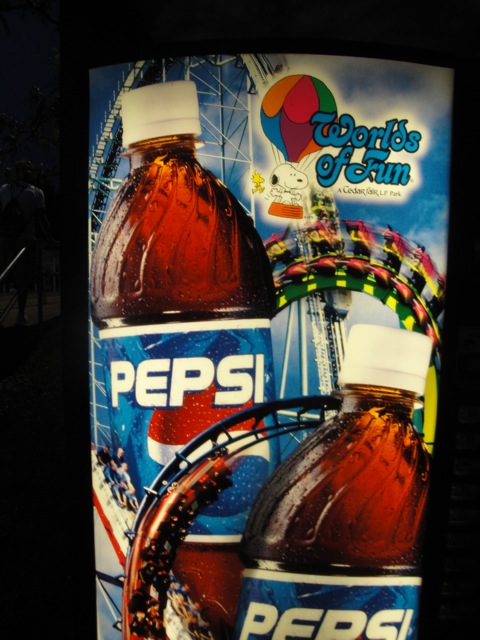 Worlds
of Fun
A Cedar Fair, L.P. Park
PEPSI
PEPSI